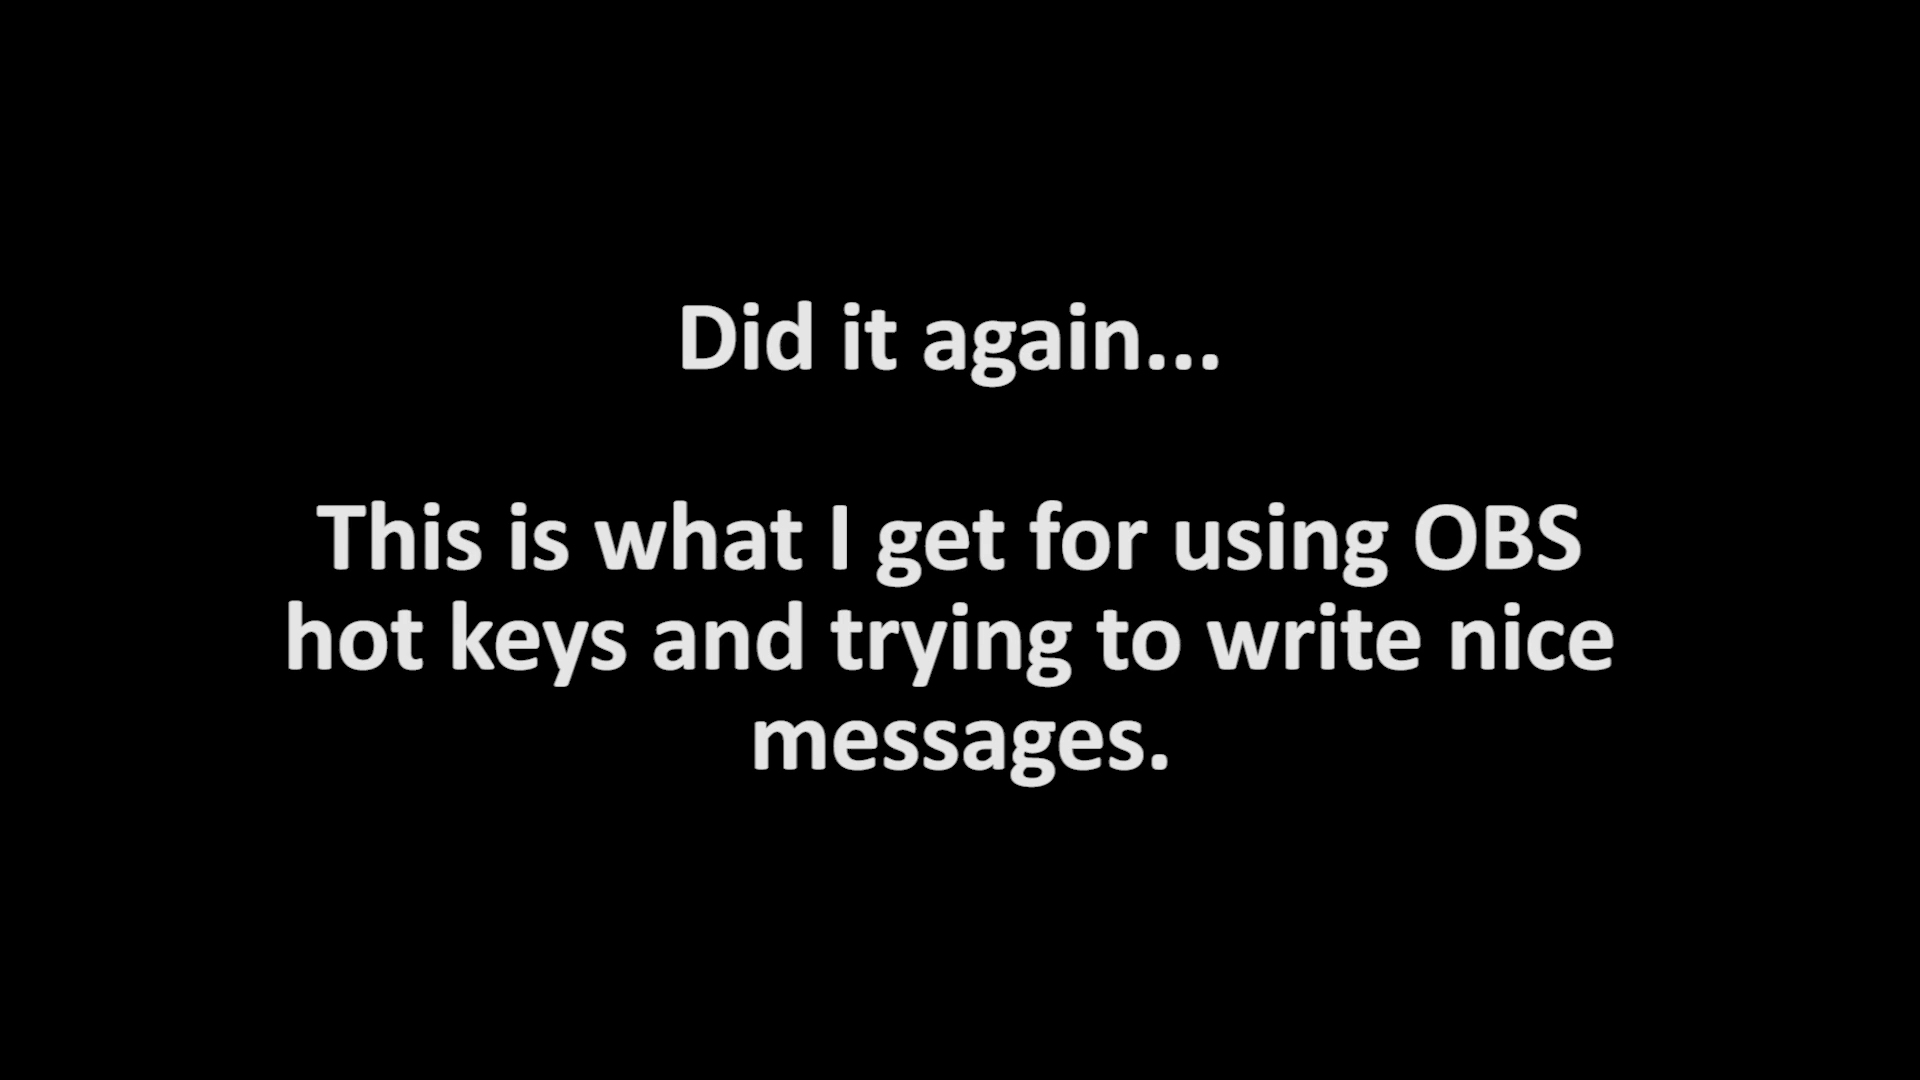 Did it again...
This is what I get for using OBS
hot keys and trying to write nice
messages.